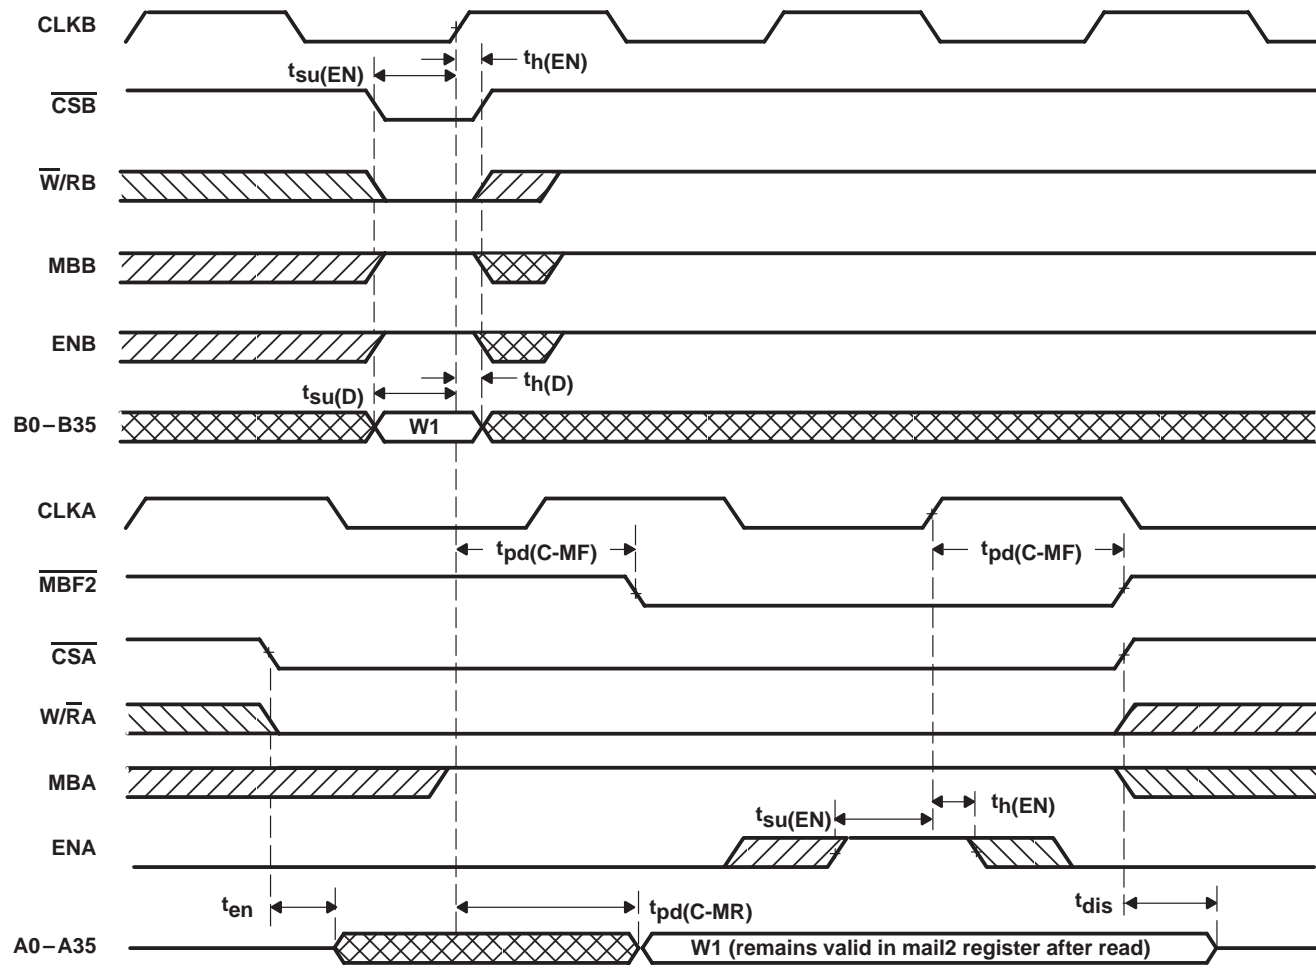 CLKB
tsu(EN)
th(EN)
CSB
W/RB
MBB
ENB
tsu(D)
th(D)
B0–B35
W1
CLKA
tpd(C-MF)
tpd(C-MF)
MBF2
CSA
W/RA
MBA
tsu(EN)
th(EN)
ENA
ten
tpd(C-MR)
tdis
A0–A35
W1 (remains valid in mail2 register after read)